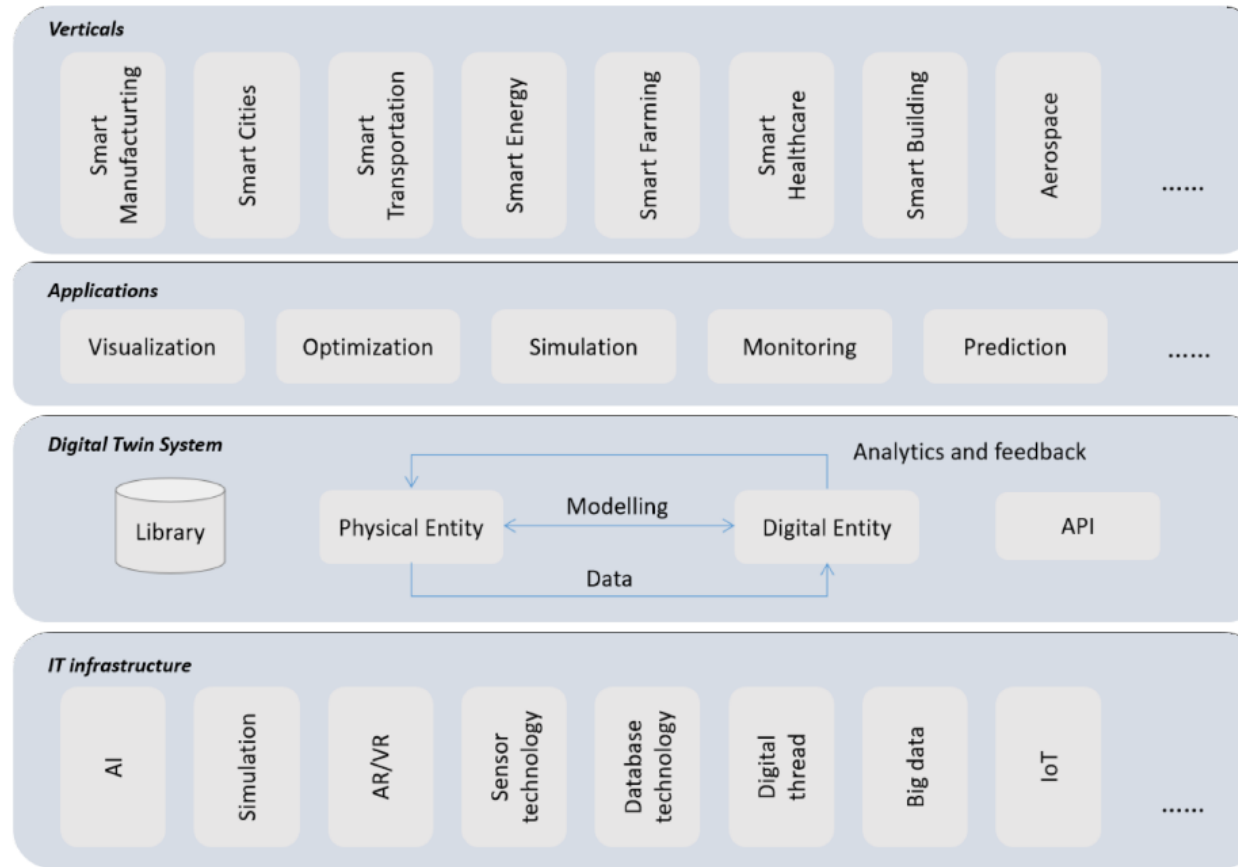 Verticals
Smart
Manufacturting
Smart Cities
Smart
Transportation
Smart Energy
Smart Farming
Smart
Healthcare
Smart Building
Aerospace
......
Applications
Visualization
Optimization
Simulation
Monitoring
Prediction
......
Digital Twin System
Analytics and feedback
Library
Physical Entity
Modelling
Digital Entity
API
Data
IT infrastructure
AI
Simulation
AR/VR
Sensor
technology
Database
technology
Digital
thread
Big data
IoT
......